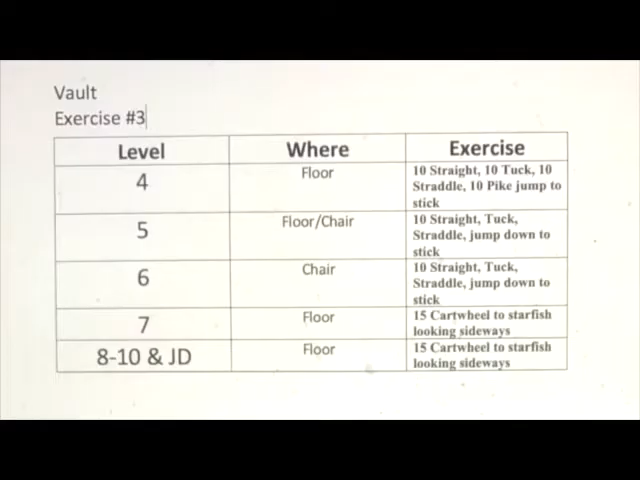 Vault
Exercise #3
Level Where Exercise
4 Floor 10 Straight, 10 Tuck, 10
Straddle, 10 Pike jump to
stick
5 Floor/Chair 10 Straight, Tuck,
Straddle, jump down to
stick
6 Chair 10 Straight, Tuck,
Straddle, jump down to
stick
7 Floor 15 Cartwheel to starfish
looking sideways
8-10 & JD Floor 15 Cartwheel to starfish
looking sideways